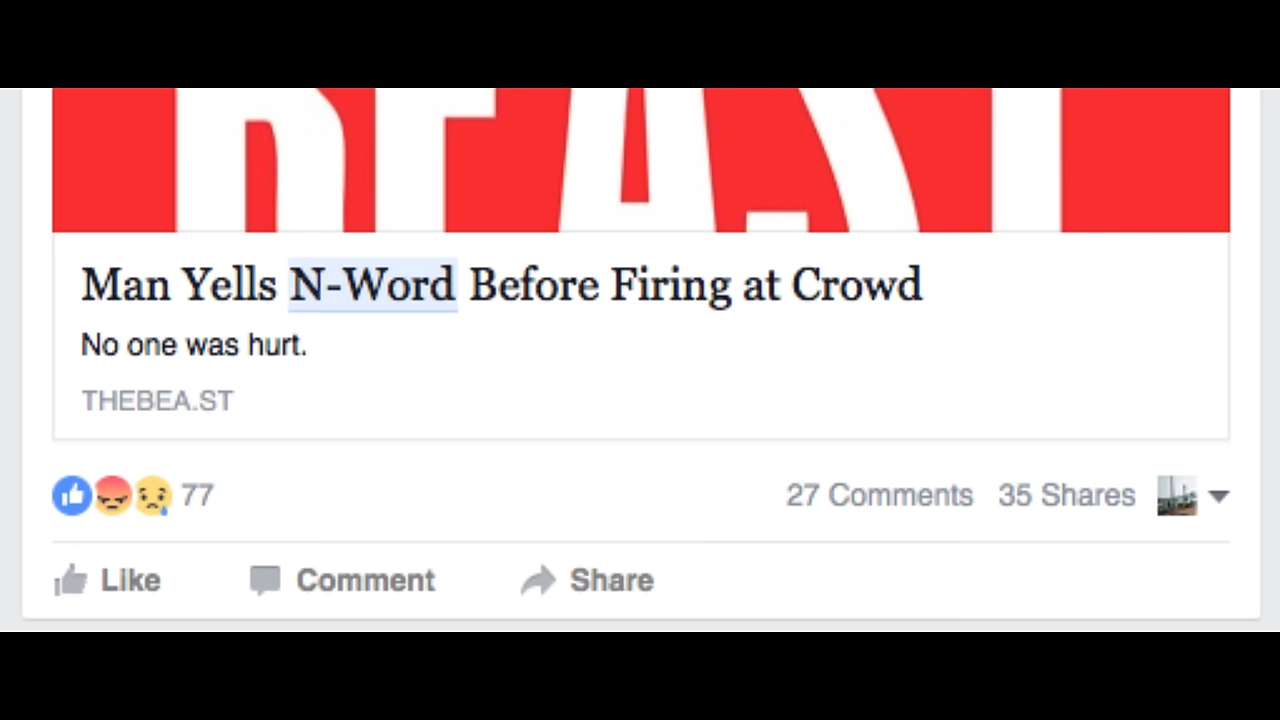 BEAST
Man Yells N-Word Before Firing at Crowd
No one was hurt.
THEBEA.ST
77
27 Comments 35 Shares
Like Comment Share